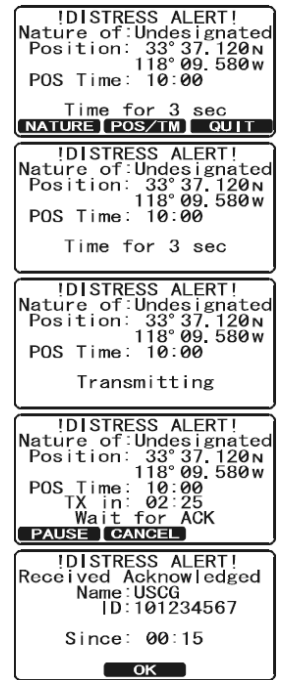 !DISTRESS ALERT!
Nature of:Undesignated
Position: 33°37.120N
118°09.580W
POS Time: 10:00
Time for 3 sec
NATURE POS/TM QUIT
!DISTRESS ALERT!
Nature of:Undesignated
Position: 33°37.120N
118°09.580W
POS Time: 10:00
Time for 3 sec
!DISTRESS ALERT!
Nature of:Undesignated
Position: 33°37.120N
118°09.580W
POS Time: 10:00
Transmitting
!DISTRESS ALERT!
Nature of:Undesignated
Position: 33°37.120N
118°09.580W
POS Time: 10:00
TX in: 02:25
Wait for ACK
PAUSE CANCEL
!DISTRESS ALERT!
Received Acknowledged
Name:USCG
ID:101234567
Since: 00:15
OK